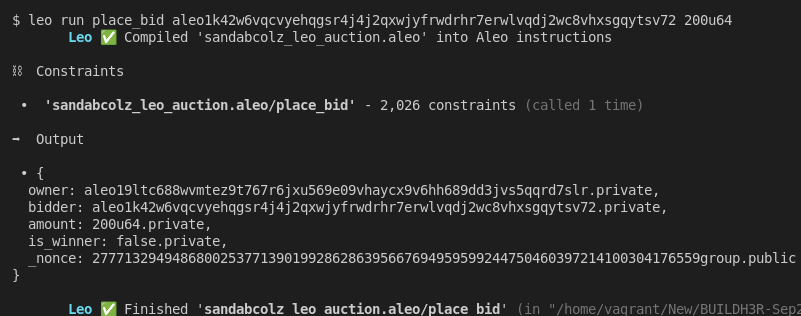 $ leo run place_bid aleo1k42w6vqcvyehqgsr4j4j2qxwjyfrwdrhr7erwlvqdj2wc8vhxsgqytsv72 200u64
Leo ✅ Compiled 'sandabcolz_leo_auction.aleo' into Aleo instructions
⛓ Constraints
• 'sandabcolz_leo_auction.aleo/place_bid' - 2,026 constraints (called 1 time)
➡ Output
• {
owner: aleo19ltc688wvmtez9t767r6jxu569e09vhaycx9v6hh689dd3jvs5qqrd7slr.private,
bidder: aleo1k42w6vqcvyehqgsr4j4j2qxwjyfrwdrhr7erwlvqdj2wc8vhxsgqytsv72.private,
amount: 200u64.private,
is_winner: false.private,
_nonce: 2777132949486800253771390199286286395667694959599244750460397214100304176559group.public
}
Leo ✅ Finished 'sandabcolz_leo_auction.aleo/place_bid' (in "/home/vagrant/New/BUILDH3R-Sep2